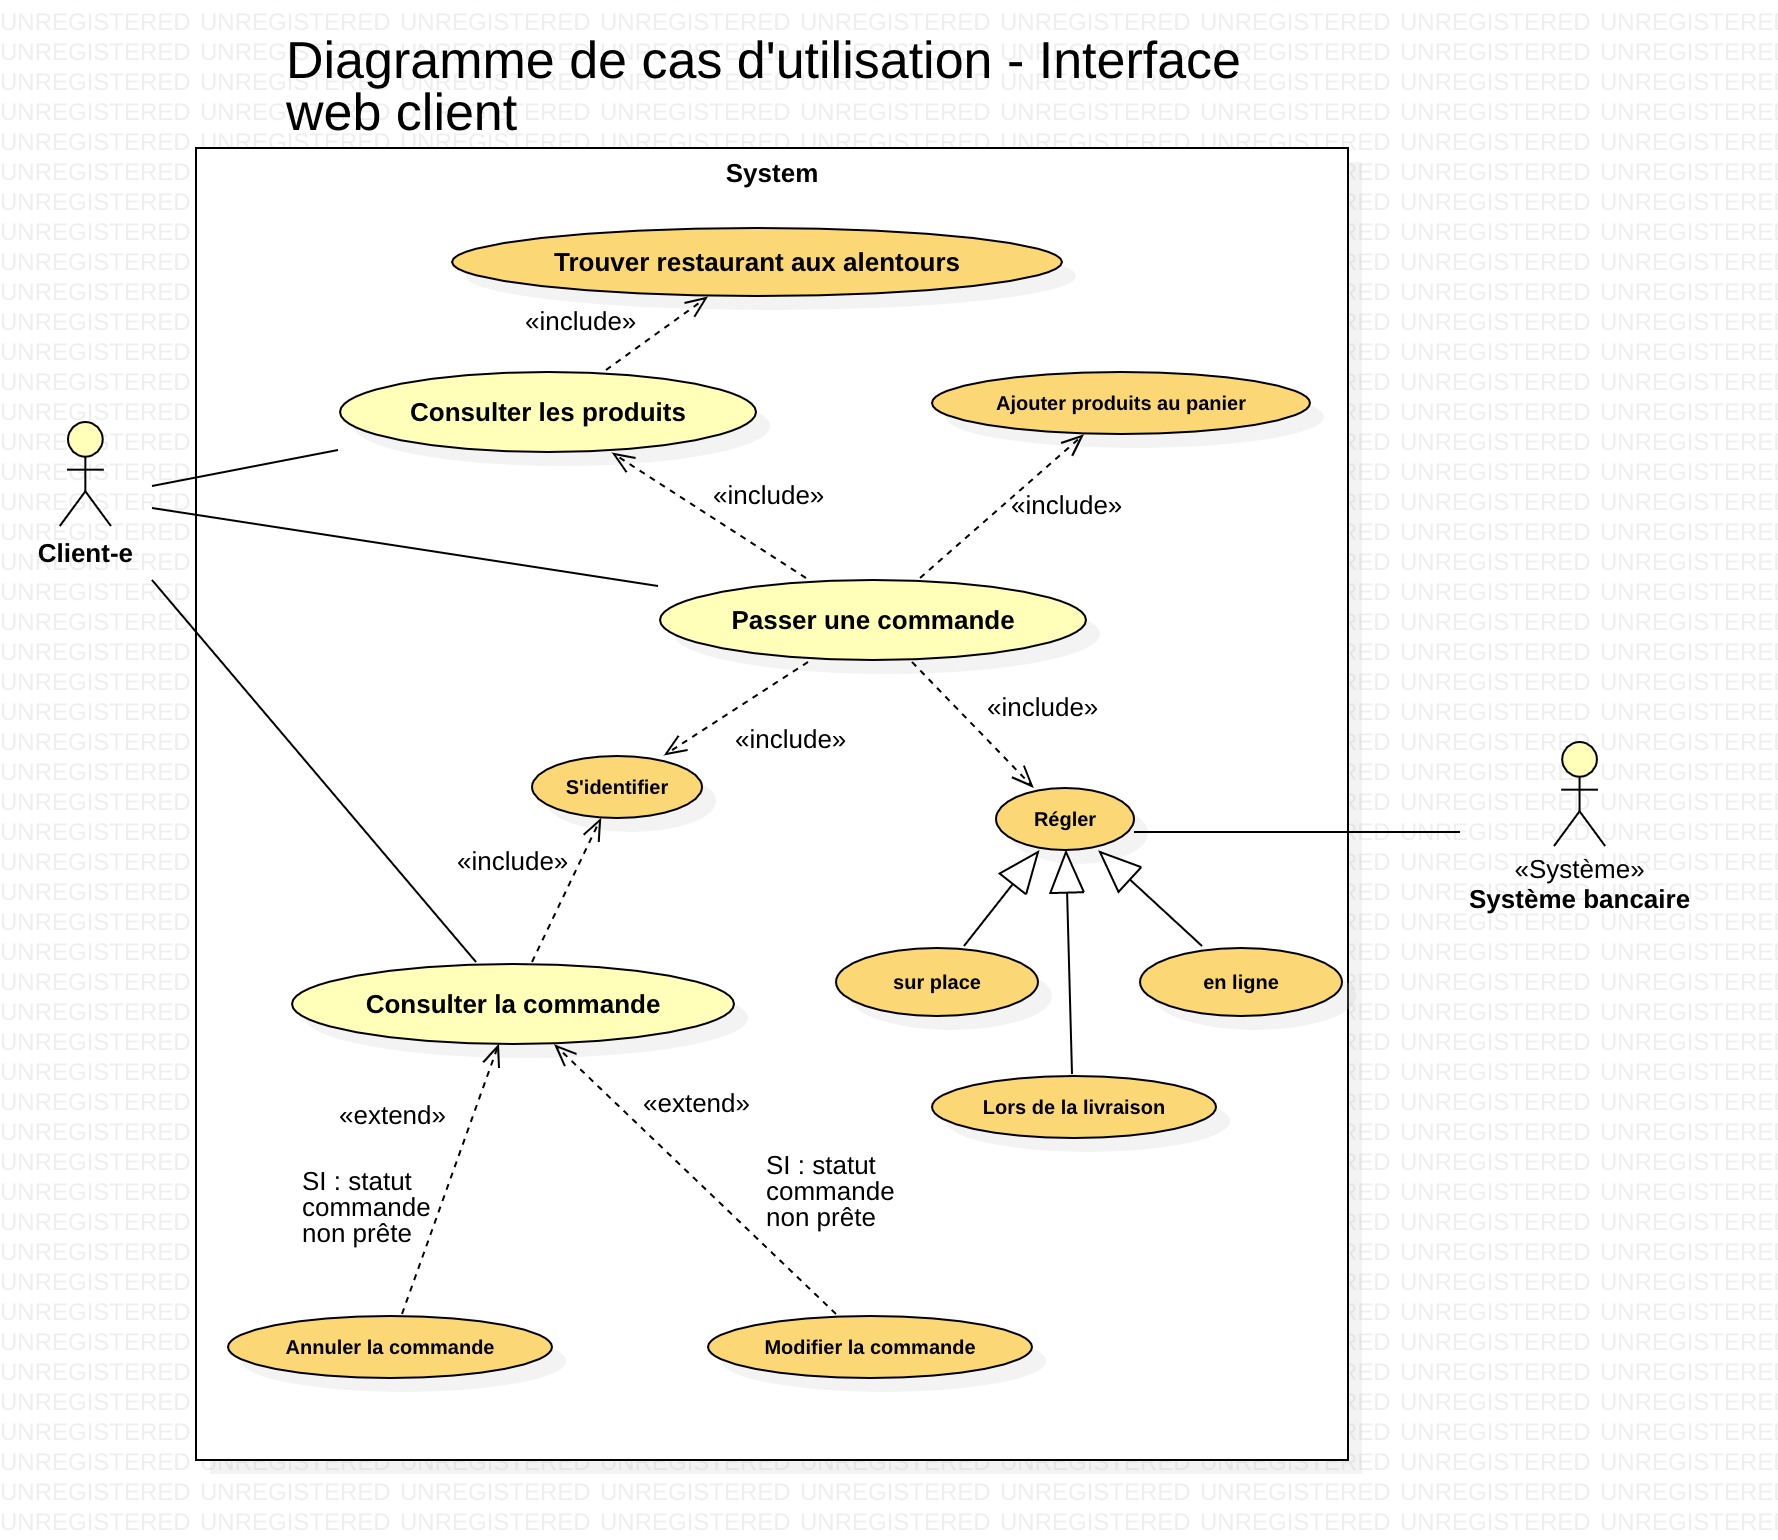 Diagramme de cas d'utilisation - Interface
web client
System
Trouver restaurant aux alentours
«include»
Consulter les produits
Ajouter produits au panier
«include»
«include»
Client-e
Passer une commande
«include»
«include»
S'identifier
Régler
«include»
«Système»
Système bancaire
sur place
en ligne
Consulter la commande
Lors de la livraison
«extend»
«extend»
SI : statut
commande
non prête
SI : statut
commande
non prête
Annuler la commande
Modifier la commande
UNREGISTERED